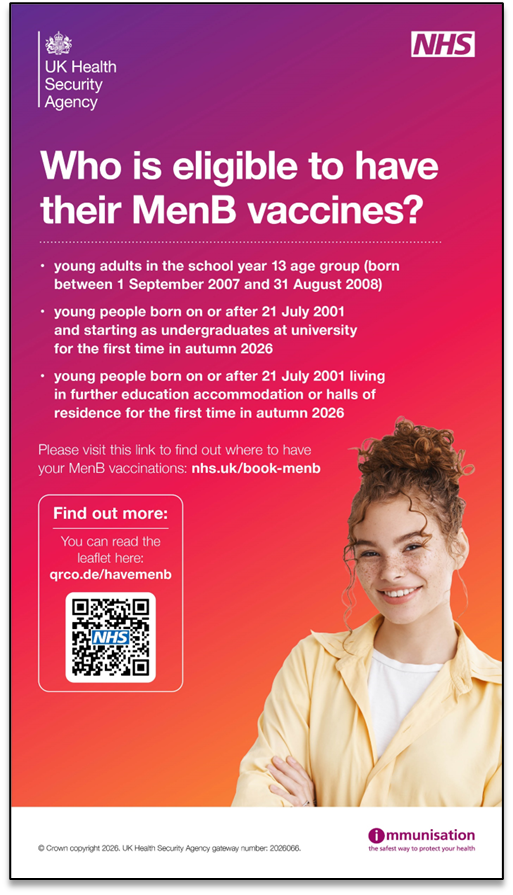 UK Health
Security
Agency
NHS
Who is eligible to have
their MenB vaccines?
• young adults in the school year 13 age group (born
between 1 September 2007 and 31 August 2008)
• young people born on or after 21 July 2001
and starting as undergraduates at university
for the first time in autumn 2026
• young people born on or after 21 July 2001 living
in further education accommodation or halls of
residence for the first time in autumn 2026
Please visit this link to find out where to have
your MenB vaccinations: nhs.uk/book-menb
Find out more:
You can read the
leaflet here:
qrco.de/havemenb
NHS
© Crown copyright 2026. UK Health Security Agency gateway number: 2026066.
immunisation
the safest way to protect your health